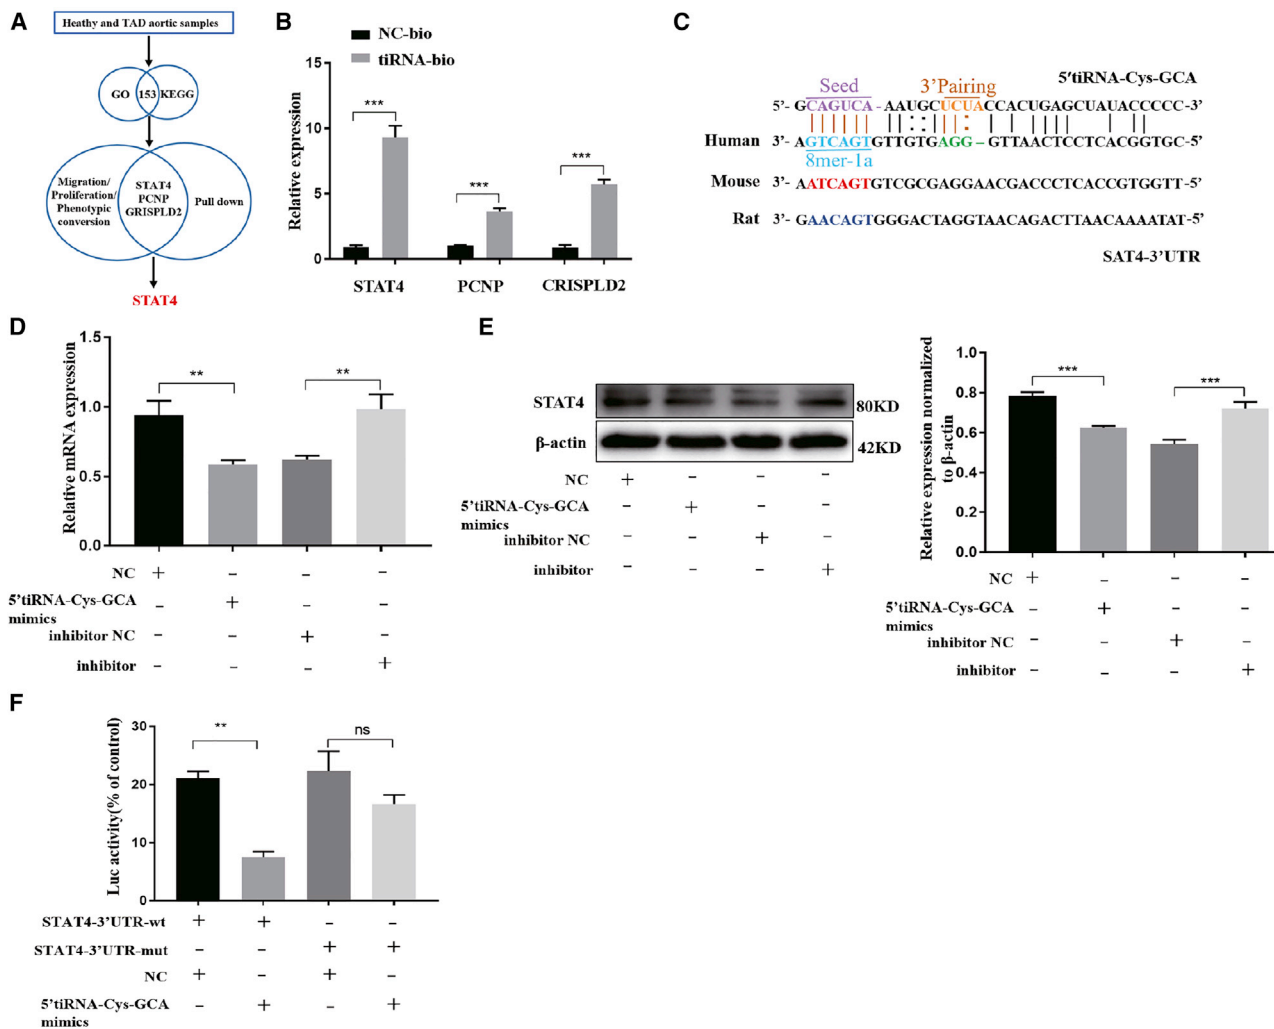 A
Heathy and TAD aortic samples
GO 153 KEGG
Migration/
Proliferation/
Phenotypic
conversion
STAT4
PCNP
GRISPLD2
Pull down
STAT4
B
NC-bio
tiRNA-bio
Relative expression
15
10
5
0
***
***
***
STAT4 PCNP CRISPLD2
C
5'tiRNA-Cys-GCA
Seed 3'Pairing
5'- GCAGUCA - AAUGCUCUACCACUGAGCUAUACCCCC-3'
Human 3'- AGTCAGTGTTGTGAGG-GTTAACTCCTCACGGTGC-5'
8mer-1a
Mouse 3'- AATCAGTGTCGCGAGGAACGACCCTCACCGTGGTT-5'
Rat 3'- GAACAGTGGGACTAGGTAACAGACTTAACAAAATAT-5'
SAT4-3'UTR
D
Relative mRNA expression
1.5
1.0
0.5
0.0
**
**
NC + - - -
5'tiRNA-Cys-GCA - + - -
mimics
inhibitor NC - - + -
inhibitor - - - +
E
STAT4 80KD
β-actin 42KD
NC + - - -
5'tiRNA-Cys-GCA - + - -
mimics
inhibitor NC - - + -
inhibitor - - - +
Relative expression normalized
to β-actin
1.0
0.8
0.6
0.4
0.2
0.0
***
***
NC + - - -
5'tiRNA-Cys-GCA - + - -
mimics
inhibitor NC - - + -
inhibitor - - - +
F
Luc activity(% of control)
30
20
10
0
**
ns
STAT4-3'UTR-wt + + - -
STAT4-3'UTR-mut - - + +
NC + - + -
5'tiRNA-Cys-GCA - + - +
mimics